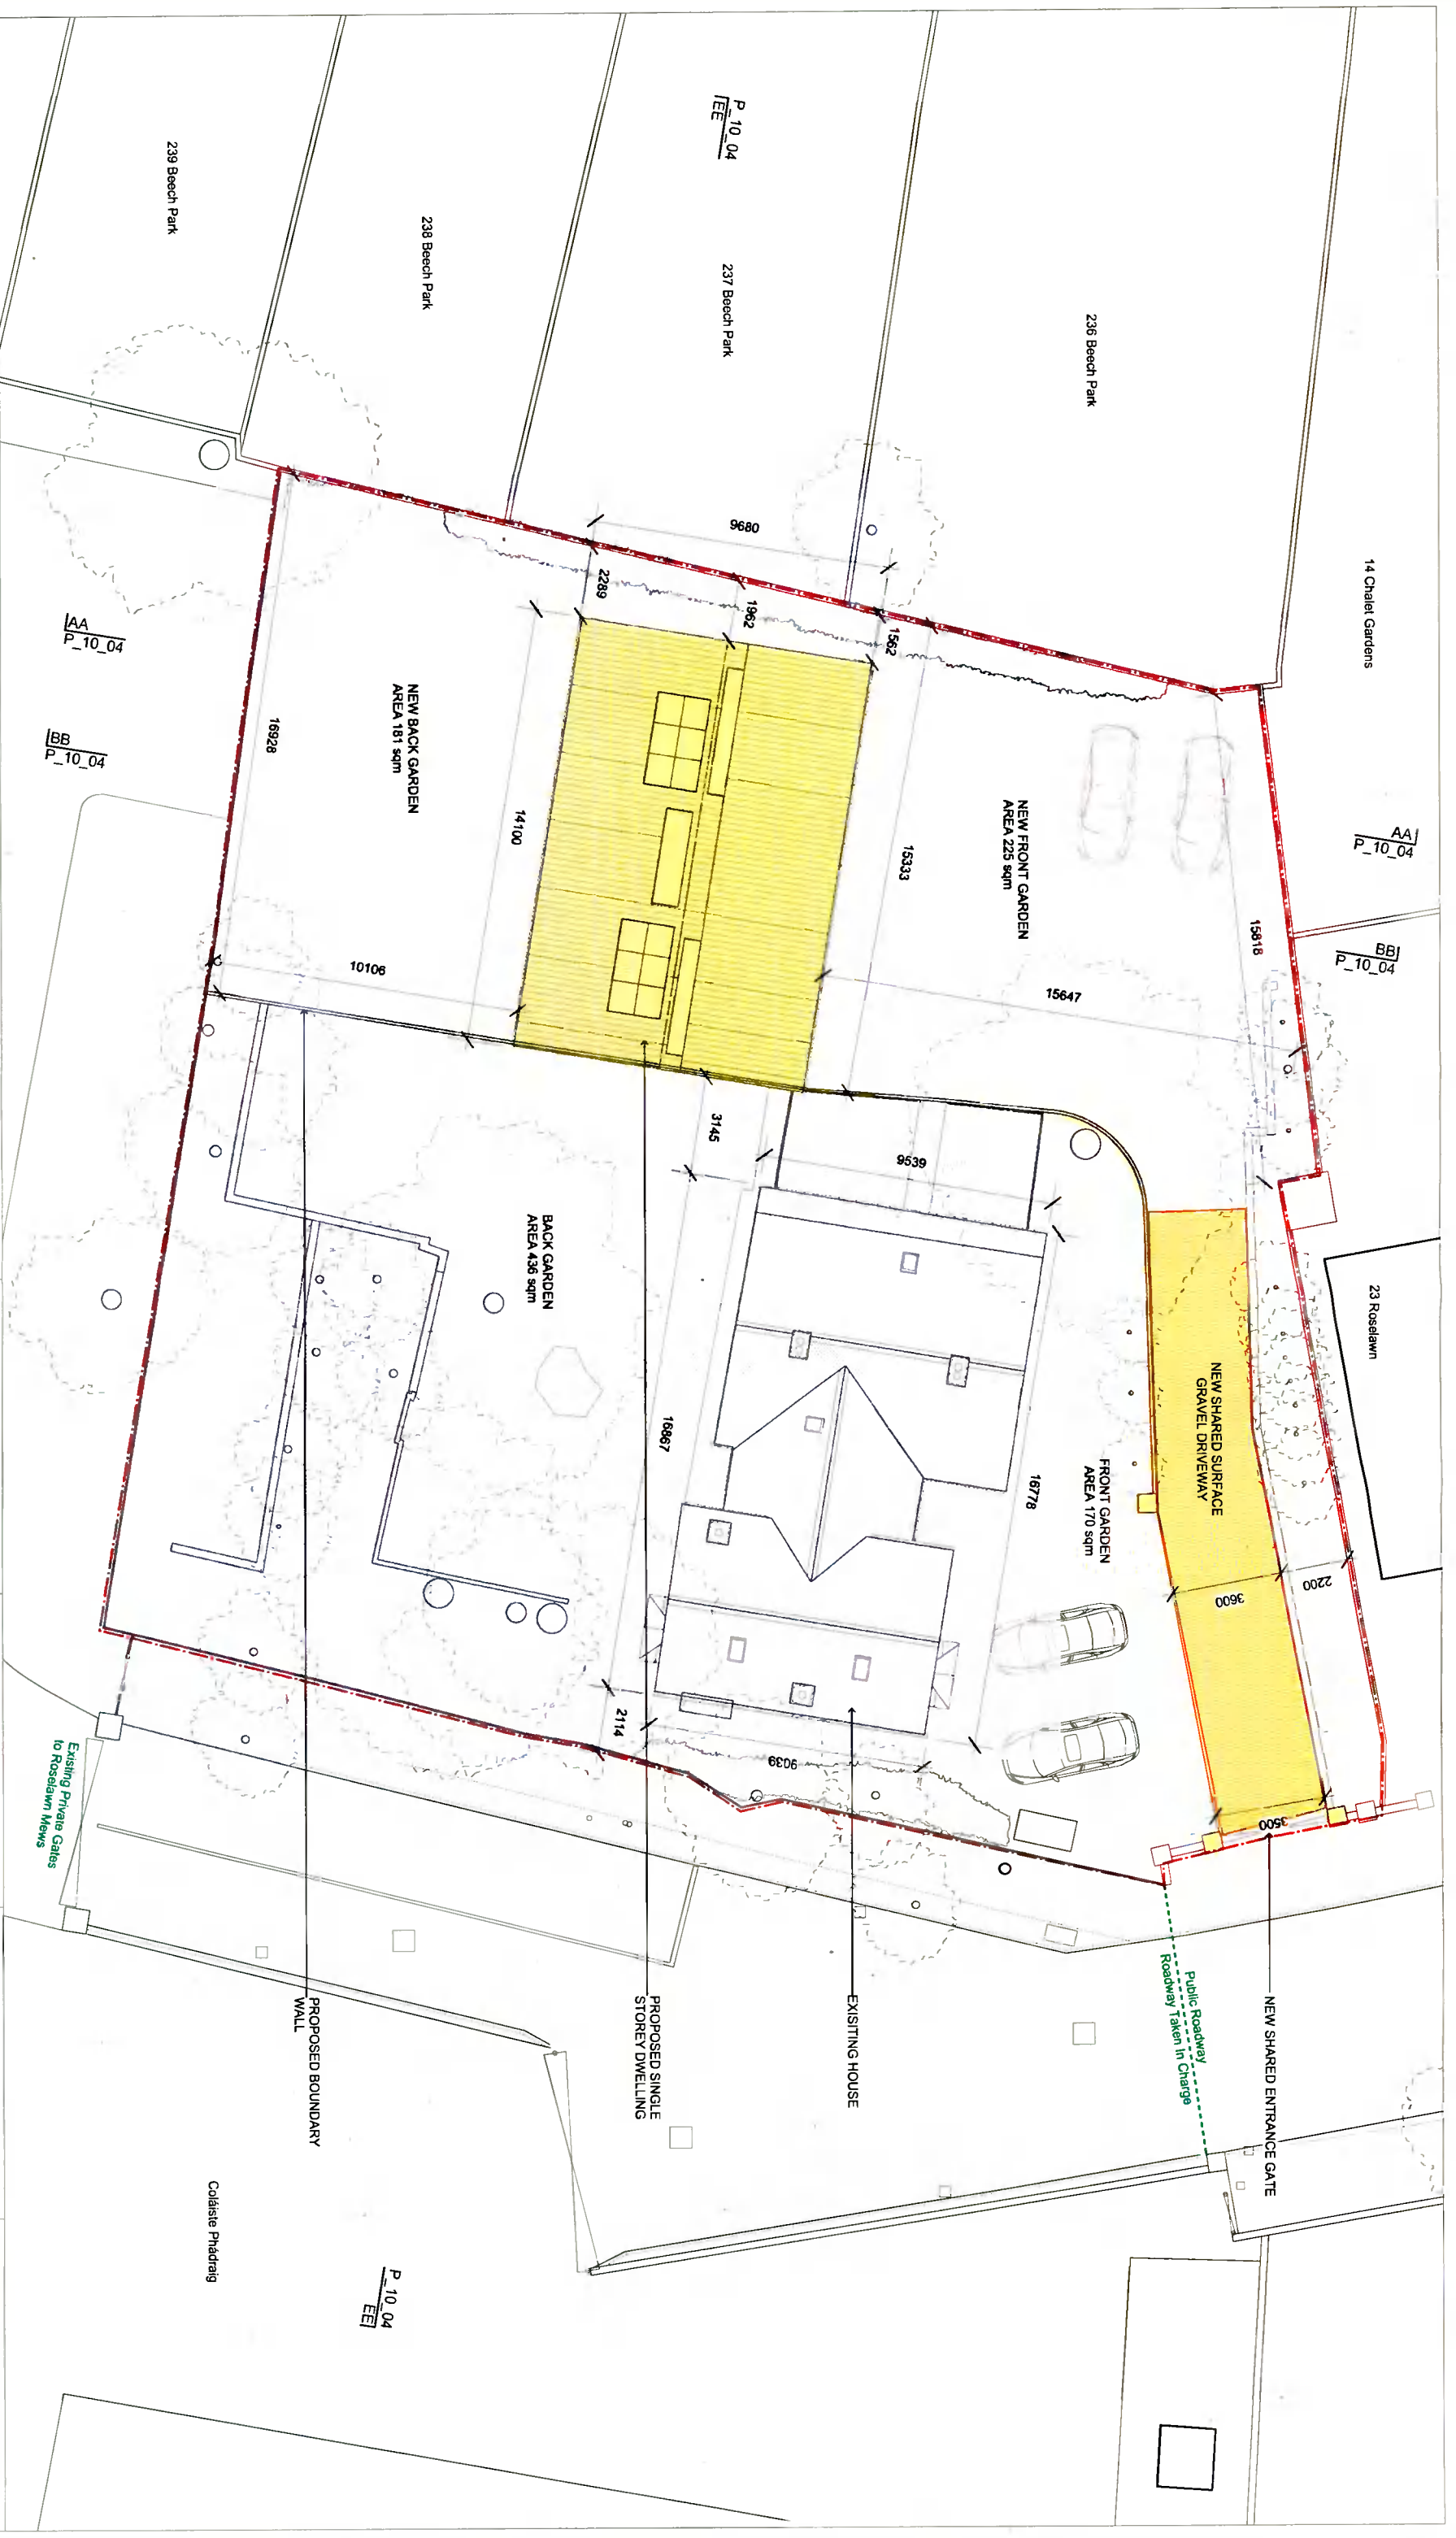 14 Chalet Gardens
AA
P_10_04
BB
P_10_04
23 Roselawn
236 Beech Park
237 Beech Park
238 Beech Park
239 Beech Park
P_10_04
EE
NEW FRONT GARDEN
AREA 225 sqm
NEW BACK GARDEN
AREA 181 sqm
AA
P_10_04
BB
P_10_04
9680
2289
1962
1562
15333
15818
15647
14100
16928
10106
3145
9539
NEW SHARED SURFACE
GRAVEL DRIVEWAY
FRONT GARDEN
AREA 170 sqm
BACK GARDEN
AREA 436 sqm
16867
16778
2200
3600
3500
2114
9039
NEW SHARED ENTRANCE GATE
Public Roadway
Roadway Taken In Charge
EXISITING HOUSE
PROPOSED SINGLE
STOREY DWELLING
PROPOSED BOUNDARY
WALL
Existing Private Gates
to Roselawn Mews
Coláiste Phádraig
P_10_04
EE